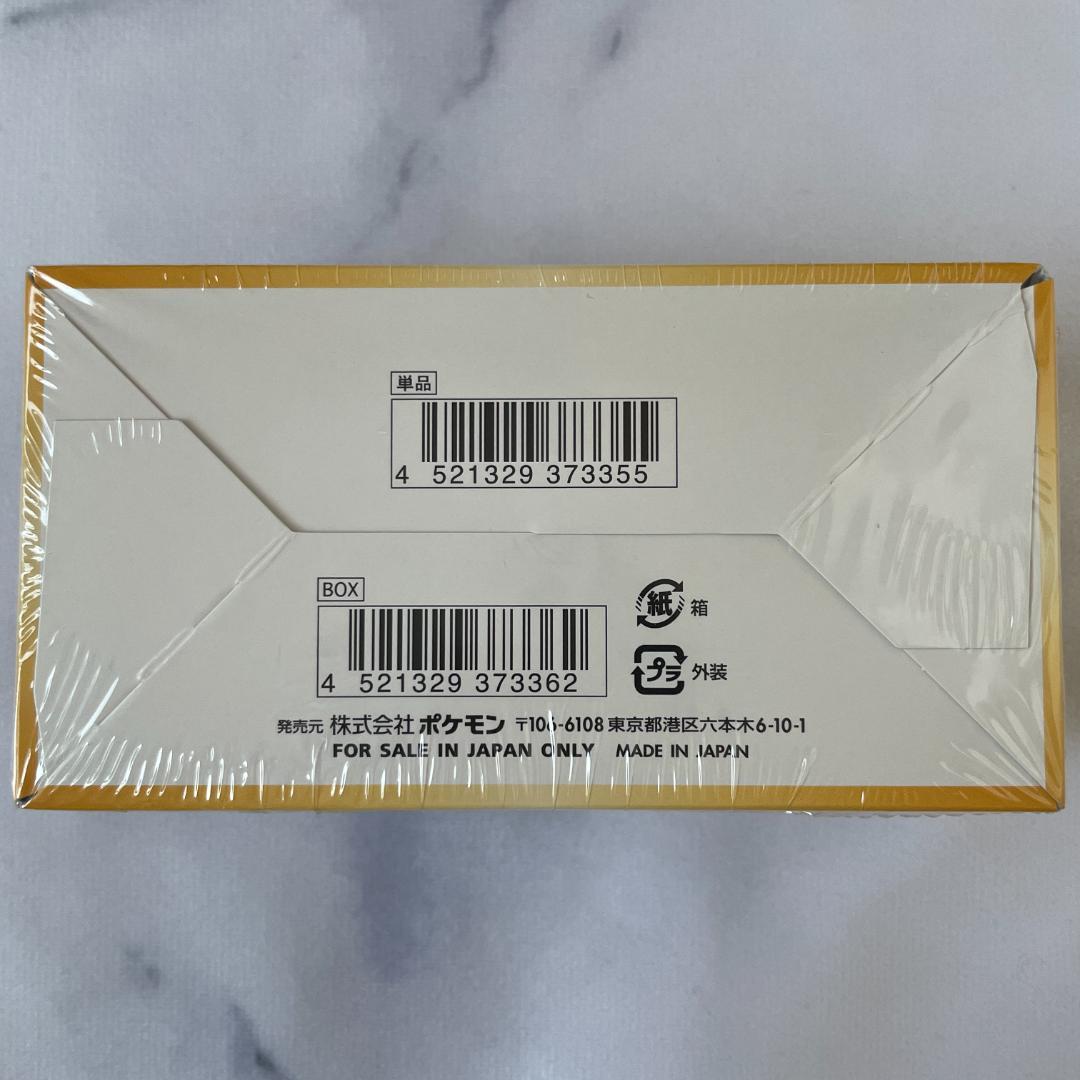 単品
4 521329 373355
BOX
4 521329 373362
紙 箱
プラ 外装
発売元 株式会社 ポケモン 〒106-6108 東京都港区六本木6-10-1
FOR SALE IN JAPAN ONLY MADE IN JAPAN